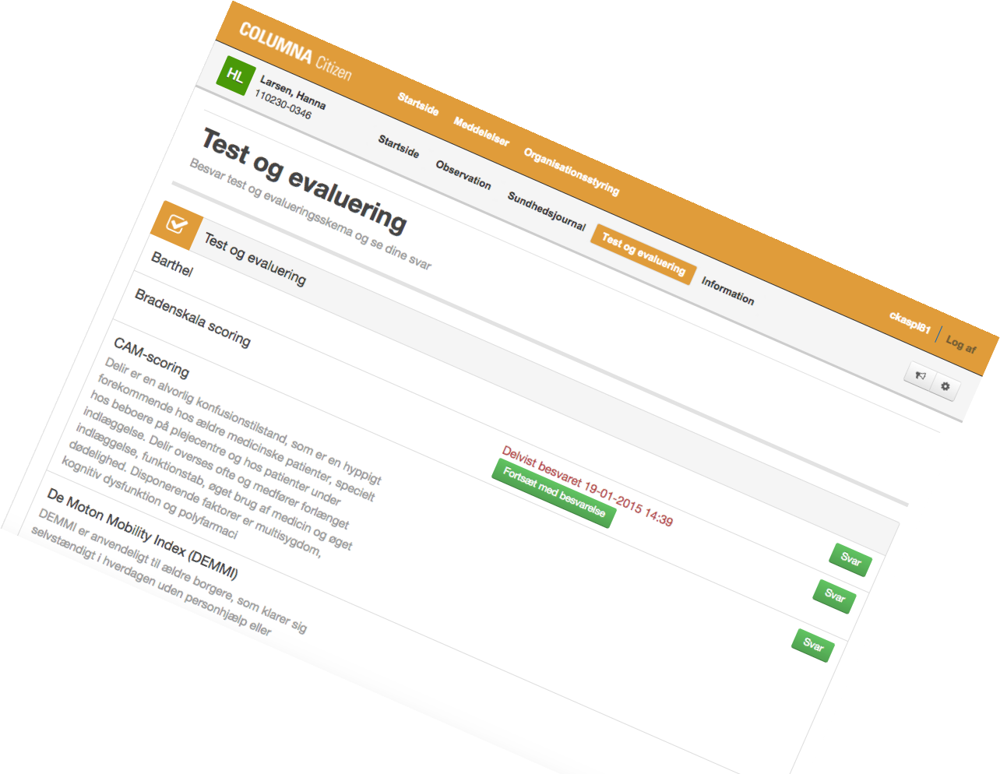 COLUMNA Citizen
Startside Meddelelser Organisationsstyring
ckaspl81 Log af
HL
Larsen, Hanna
110230-0346
Startside Observation Sundhedsjournal Test og evaluering Information
Test og evaluering
Besvar test og evalueringsskema og se dine svar
Test og evaluering
Barthel
Svar
Bradenskala scoring
Delvist besvaret 19-01-2015 14:39
Fortsæt med besvarelse
Svar
CAM-scoring
Svar
Delir er en alvorlig konfusionstilstand, som er en hyppigt
forekommende hos ældre medicinske patienter, specielt
hos beboere på plejecentre og hos patienter under
indlæggelse. Delir overses ofte og medfører forlænget
indlæggelse, funktionstab, øget brug af medicin og øget
dødelighed. Disponerende faktorer er multisygdom,
kognitiv dysfunktion og polyfarmaci
De Moton Mobility Index (DEMMI)
DEMMI er anvendeligt til ældre borgere, som klarer sig
selvstændigt i hverdagen uden personhjælp eller